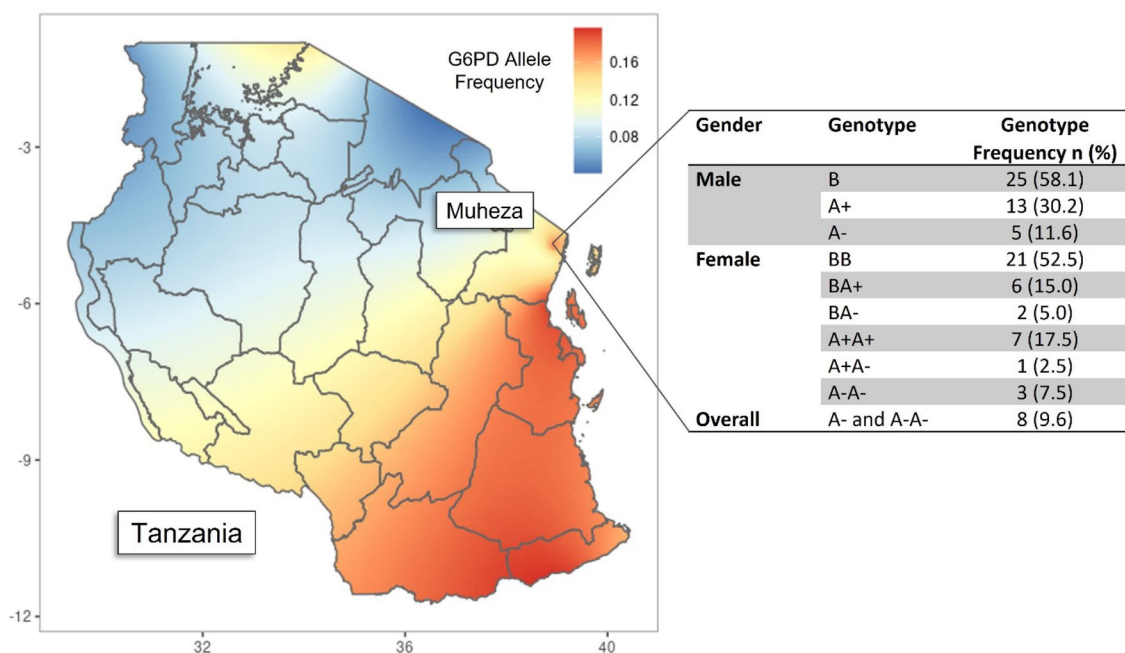 G6PD Allele
Frequency
0.16
0.12
0.08
-3
-6
-9
-12
32
36
40
Muheza
Tanzania
Gender Genotype Genotype
Frequency n (%)
Male B 25 (58.1)
A+ 13 (30.2)
A- 5 (11.6)
Female BB 21 (52.5)
BA+ 6 (15.0)
BA- 2 (5.0)
A+A+ 7 (17.5)
A+A- 1 (2.5)
A-A- 3 (7.5)
Overall A- and A-A- 8 (9.6)